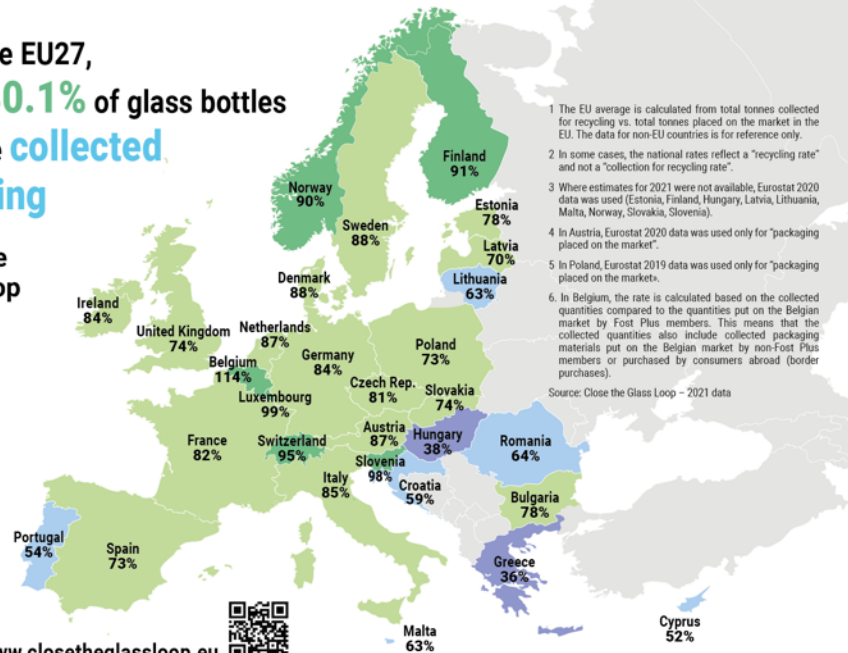 e EU27,
0.1% of glass bottles
collected
ing
e
op
1 The EU average is calculated from total tonnes collected
for recycling vs. total tonnes placed on the market in the
EU. The data for non-EU countries is for reference only.
2 In some cases, the national rates reflect a “recycling rate”
and not a “collection for recycling rate”.
3 Where estimates for 2021 were not available, Eurostat 2020
data was used (Estonia, Finland, Hungary, Latvia, Lithuania,
Malta, Norway, Slovakia, Slovenia).
4 In Austria, Eurostat 2020 data was used only for “packaging
placed on the market”.
5 In Poland, Eurostat 2019 data was used only for “packaging
placed on the market».
6. In Belgium, the rate is calculated based on the collected
quantities compared to the quantities put on the Belgian
market by Fost Plus members. This means that the
collected quantities also include collected packaging
materials put on the Belgian market by non-Fost Plus
members or purchased by consumers abroad (border
purchases).
Source: Close the Glass Loop – 2021 data
Finland
91%
Norway
90%
Estonia
78%
Sweden
88%
Latvia
70%
Denmark
88%
Lithuania
63%
Ireland
84%
United Kingdom
74%
Netherlands
87%
Germany
84%
Poland
73%
Belgium
114%
Czech Rep.
81%
Slovakia
74%
Luxembourg
99%
Austria
87%
Hungary
38%
France
82%
Switzerland
95%
Romania
64%
Slovenia
98%
Italy
85%
Croatia
59%
Bulgaria
78%
Portugal
54%
Spain
73%
Greece
36%
Cyprus
52%
Malta
63%
w.closetheglassloop.eu